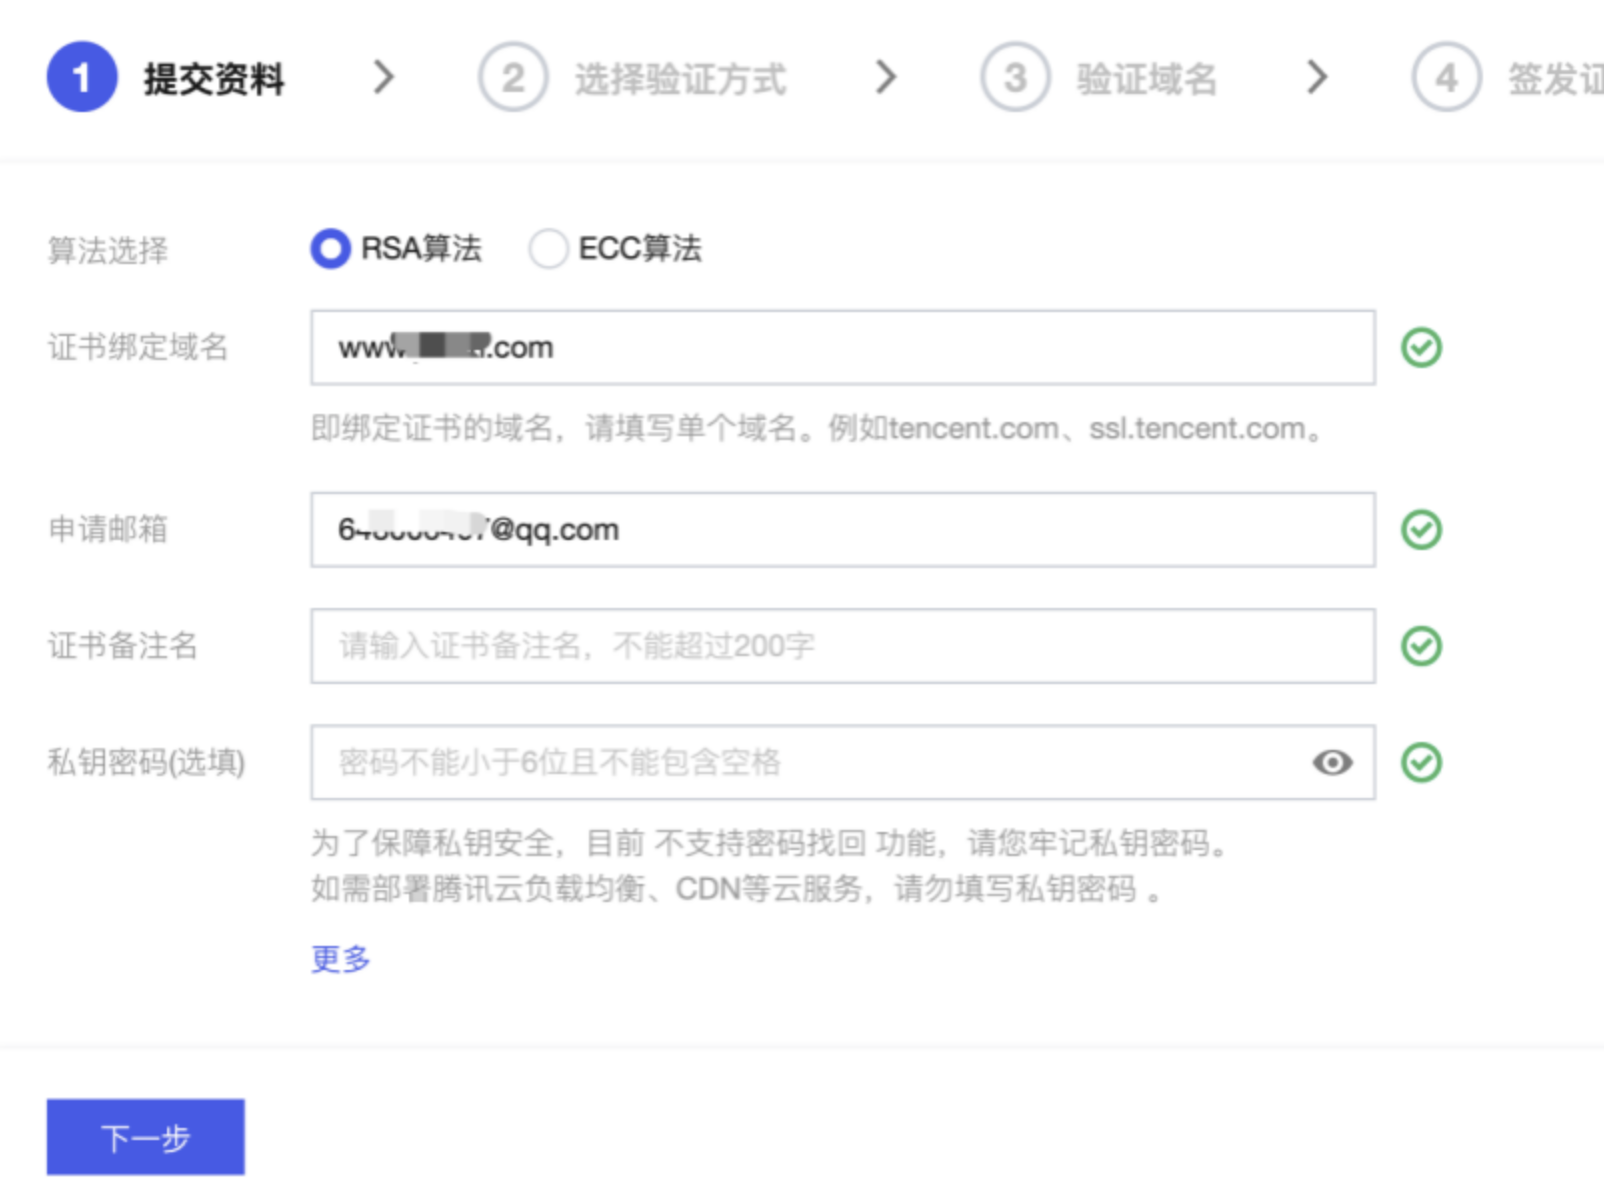 1 提交资料 > 2 选择验证方式 > 3 验证域名 > 4 签发证
算法选择 RSA算法 ECC算法
证书绑定域名 www .com
即绑定证书的域名，请填写单个域名。例如tencent.com、ssl.tencent.com。
申请邮箱 @qq.com
证书备注名 请输入证书备注名，不能超过200字
私钥密码(选填) 密码不能小于6位且不能包含空格
为了保障私钥安全，目前 不支持密码找回 功能，请您牢记私钥密码。
如需部署腾讯云负载均衡、CDN等云服务，请勿填写私钥密码 。
更多
下一步